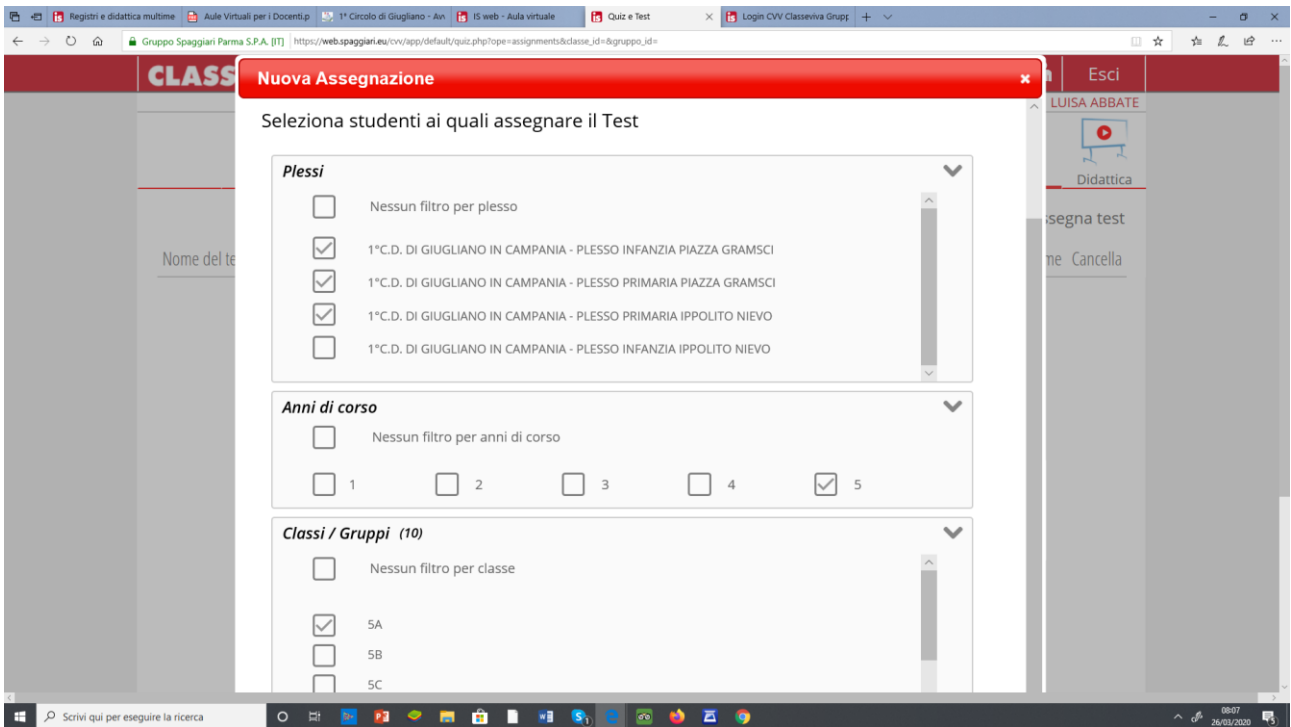 Registri e didattica multime Aule Virtuali per i Docenti.p 1° Circolo di Giugliano - Avv IS web - Aula virtuale Quiz e Test Login CVV Classeviva Grupp
Gruppo Spaggiari Parma S.P.A. [IT] https://web.spaggiari.eu/cvv/app/default/quiz.php?ope=assignments&classe_id=&gruppo_id=
CLASS Nuova Assegnazione Esci
LUISA ABBATE
Seleziona studenti ai quali assegnare il Test
Didattica
Plessi
Nessun filtro per plesso
segna test
1°C.D. DI GIUGLIANO IN CAMPANIA - PLESSO INFANZIA PIAZZA GRAMSCI
Nome del te me Cancella
1°C.D. DI GIUGLIANO IN CAMPANIA - PLESSO PRIMARIA PIAZZA GRAMSCI
1°C.D. DI GIUGLIANO IN CAMPANIA - PLESSO PRIMARIA IPPOLITO NIEVO
1°C.D. DI GIUGLIANO IN CAMPANIA - PLESSO INFANZIA IPPOLITO NIEVO
Anni di corso
Nessun filtro per anni di corso
1 2 3 4 5
Classi / Gruppi (10)
Nessun filtro per classe
5A
5B
5C
Scrivi qui per eseguire la ricerca
08:07
26/03/2020